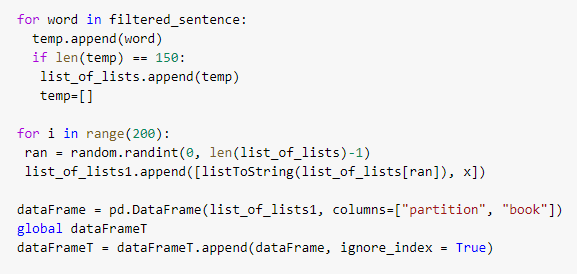 for word in filtered_sentence:
  temp.append(word)
  if len(temp) == 150:
   list_of_lists.append(temp)
   temp=[]

for i in range(200):
 ran = random.randint(0, len(list_of_lists)-1)
 list_of_lists1.append([listToString(list_of_lists[ran]), x])

dataFrame = pd.DataFrame(list_of_lists1, columns=["partition", "book"])
global dataFrameT
dataFrameT = dataFrameT.append(dataFrame, ignore_index = True)